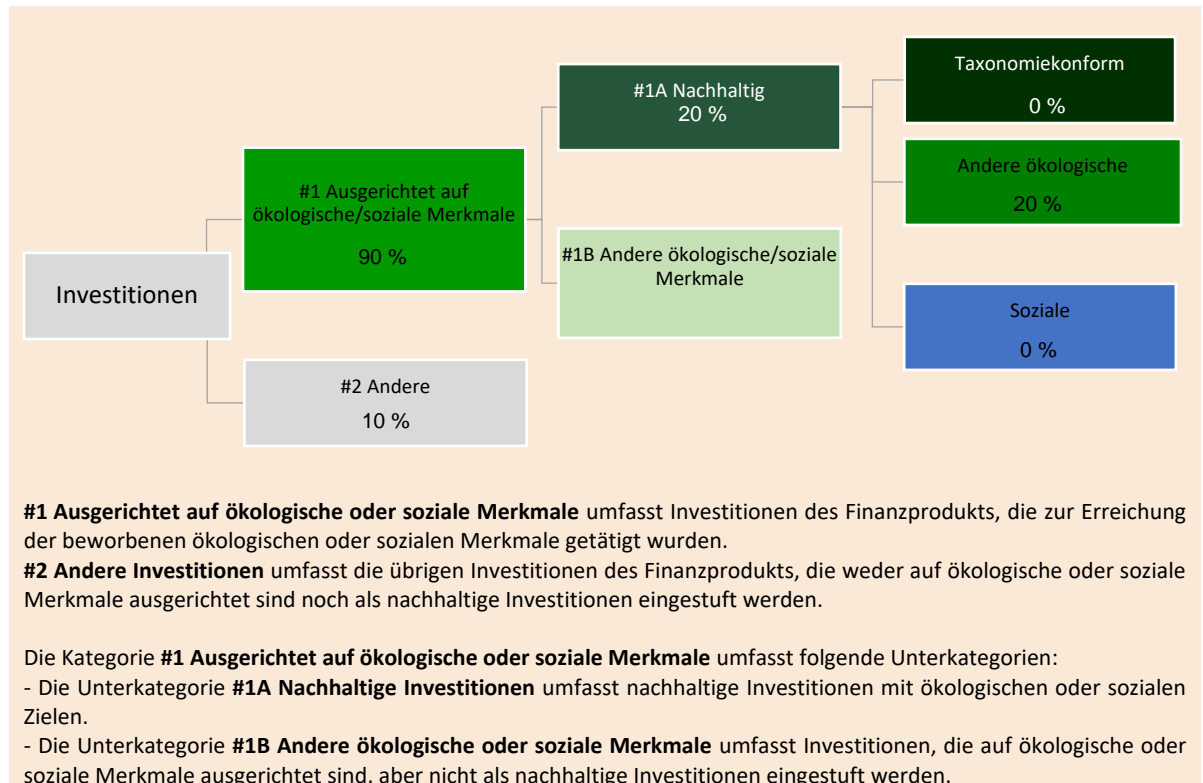 Taxonomiekonform
0 %
#1A Nachhaltig
20 %
Andere ökologische
20 %
#1 Ausgerichtet auf
ökologische/soziale Merkmale
90 %
#1B Andere ökologische/soziale
Merkmale
Investitionen
Soziale
0 %
#2 Andere
10 %
#1 Ausgerichtet auf ökologische oder soziale Merkmale umfasst Investitionen des Finanzprodukts, die zur Erreichung
der beworbenen ökologischen oder sozialen Merkmale getätigt wurden.
#2 Andere Investitionen umfasst die übrigen Investitionen des Finanzprodukts, die weder auf ökologische oder soziale
Merkmale ausgerichtet sind noch als nachhaltige Investitionen eingestuft werden.
Die Kategorie #1 Ausgerichtet auf ökologische oder soziale Merkmale umfasst folgende Unterkategorien:
- Die Unterkategorie #1A Nachhaltige Investitionen umfasst nachhaltige Investitionen mit ökologischen oder sozialen
Zielen.
- Die Unterkategorie #1B Andere ökologische oder soziale Merkmale umfasst Investitionen, die auf ökologische oder
soziale Merkmale ausgerichtet sind, aber nicht als nachhaltige Investitionen eingestuft werden.